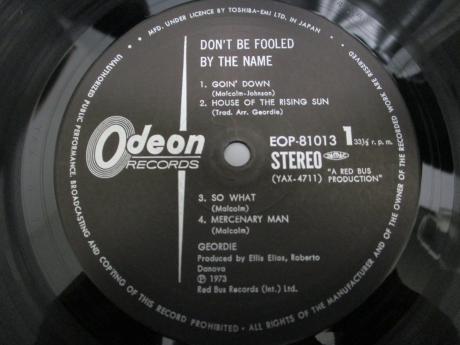 MFD. UNDER LICENCE BY TOSHIBA-EMI LTD. IN JAPAN •
DON'T BE FOOLED
BY THE NAME
1. GOIN' DOWN
(Malcolm-Johnson)
2. HOUSE OF THE RISING SUN
(Trad. Arr. Geordie)
Odeon
RECORDS
EOP-81013 1 33⅓ r.p.m.
STEREO
(YAX-4711) "A RED BUS
PRODUCTION"
3. SO WHAT
(Malcolm)
4. MERCENARY MAN
(Malcolm)
GEORDIE
Produced by Ellis Elias, Roberto
Danova
Ⓟ 1973
Red Bus Records (Int.) Ltd.
UNAUTHORIZED PUBLIC PERFORMANCE, BROADCASTING AND COPYING OF THIS RECORD PROHIBITED • ALL RIGHTS OF THE MANUFACTURER AND OF THE OWNER OF THE RECORDED WORK ARE RESERVED